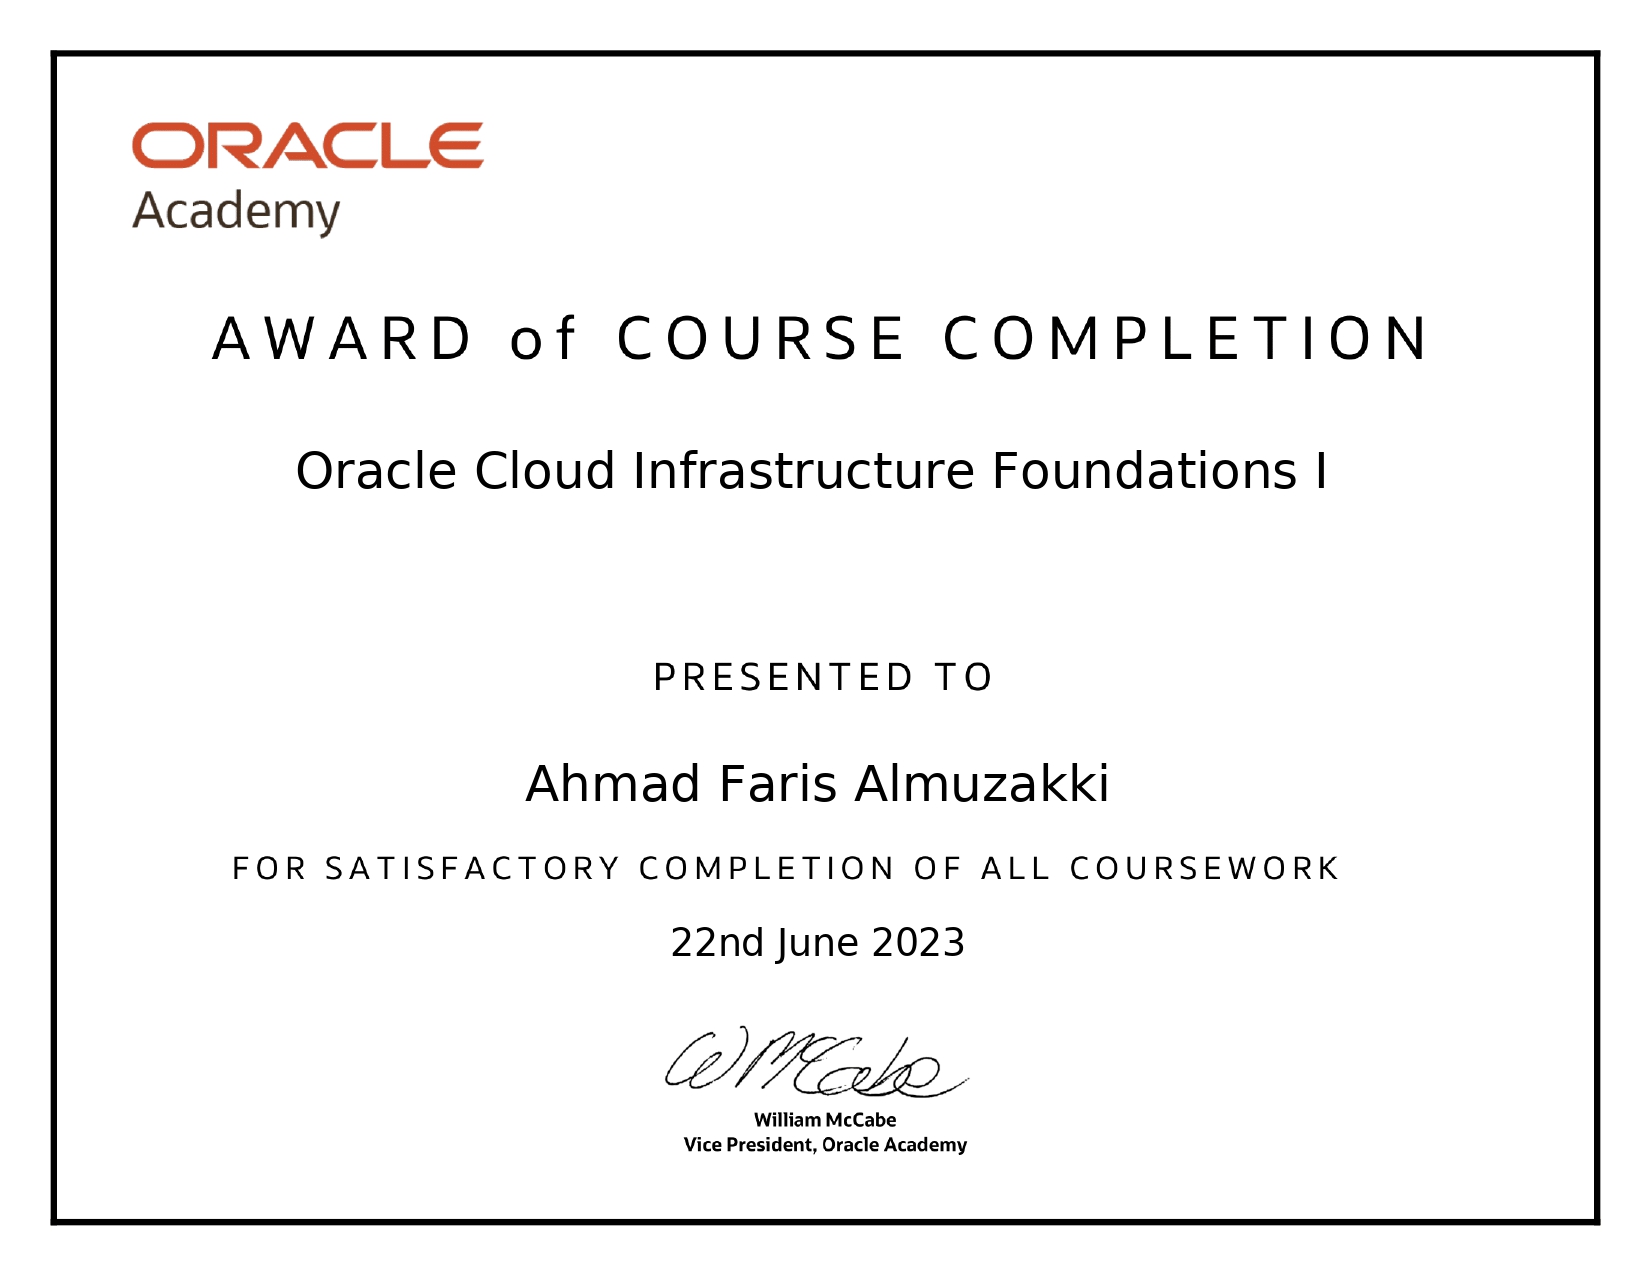 ORACLE
Academy
AWARD of COURSE COMPLETION
Oracle Cloud Infrastructure Foundations I
PRESENTED TO
Ahmad Faris Almuzakki
FOR SATISFACTORY COMPLETION OF ALL COURSEWORK
22nd June 2023
WMcCabe
William McCabe
Vice President, Oracle Academy